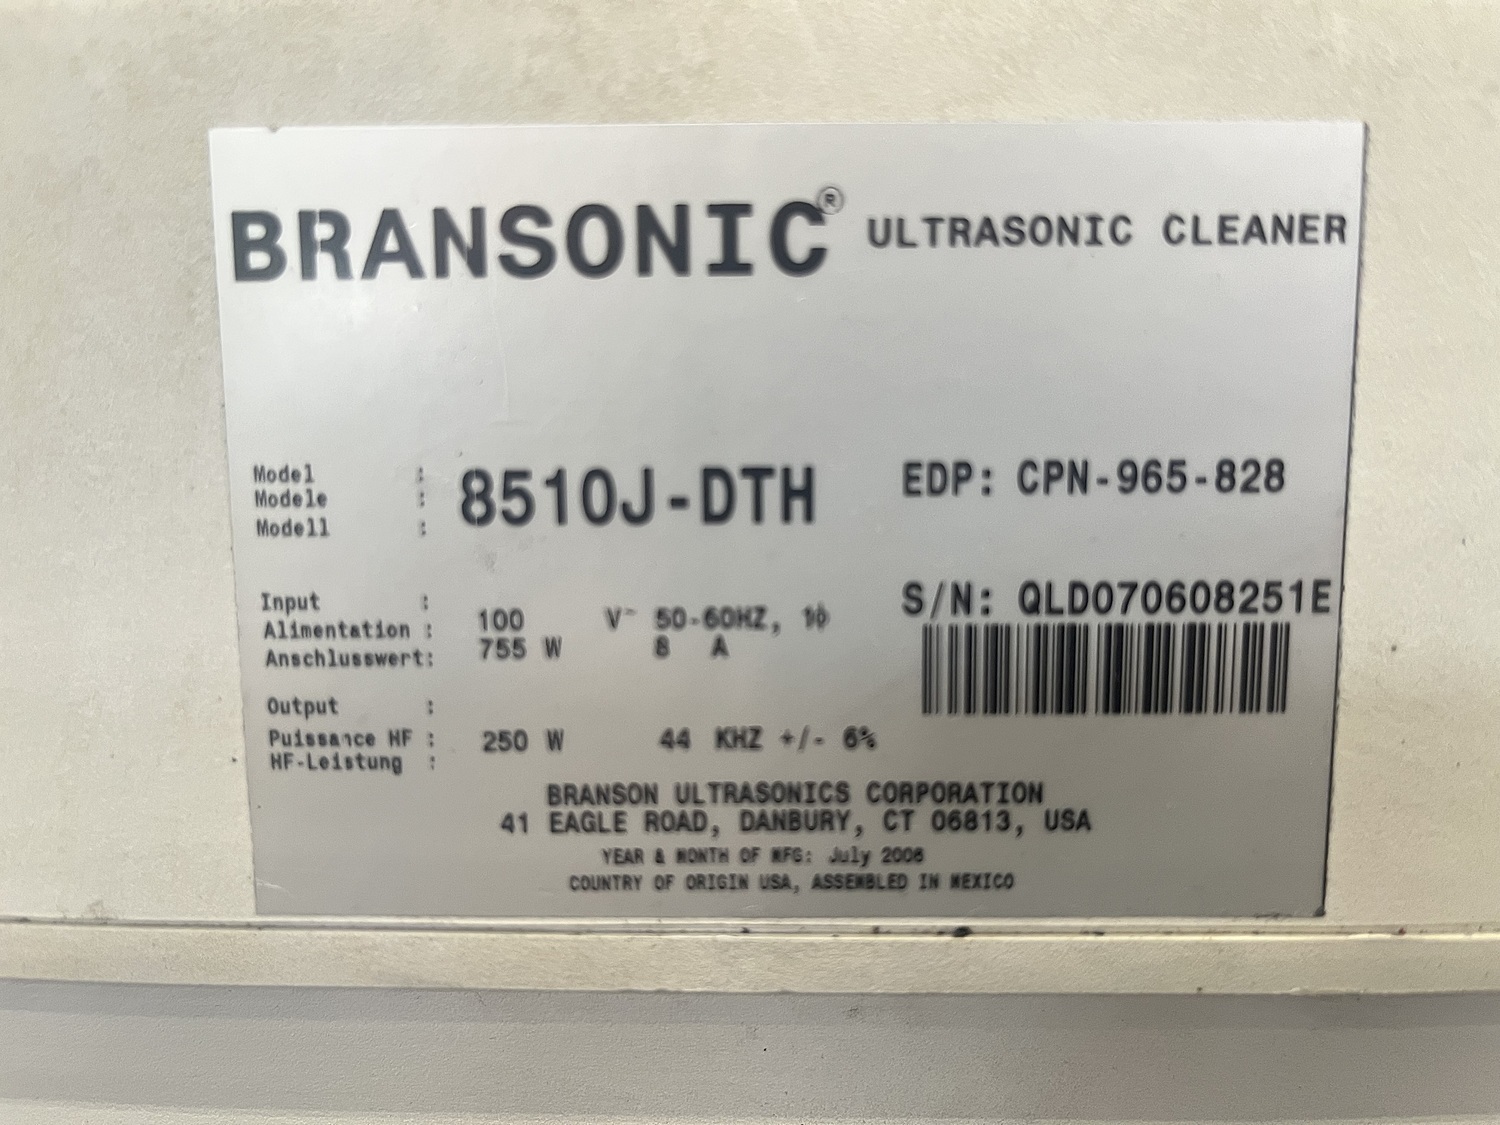 BRANSONIC® ULTRASONIC CLEANER
Model :
Modele :
Modell :
8510J-DTH
EDP: CPN-965-828
Input :
Alimentation :
Anschlusswert:
100 V~ 50-60HZ, 1ϕ
755 W 8 A
S/N: QLD070608251E
Output :
Puissance HF :
HF-Leistung :
250 W 44 KHZ +/- 6%
BRANSON ULTRASONICS CORPORATION
41 EAGLE ROAD, DANBURY, CT 06813, USA
YEAR & MONTH OF MFG: July 2006
COUNTRY OF ORIGIN USA, ASSEMBLED IN MEXICO